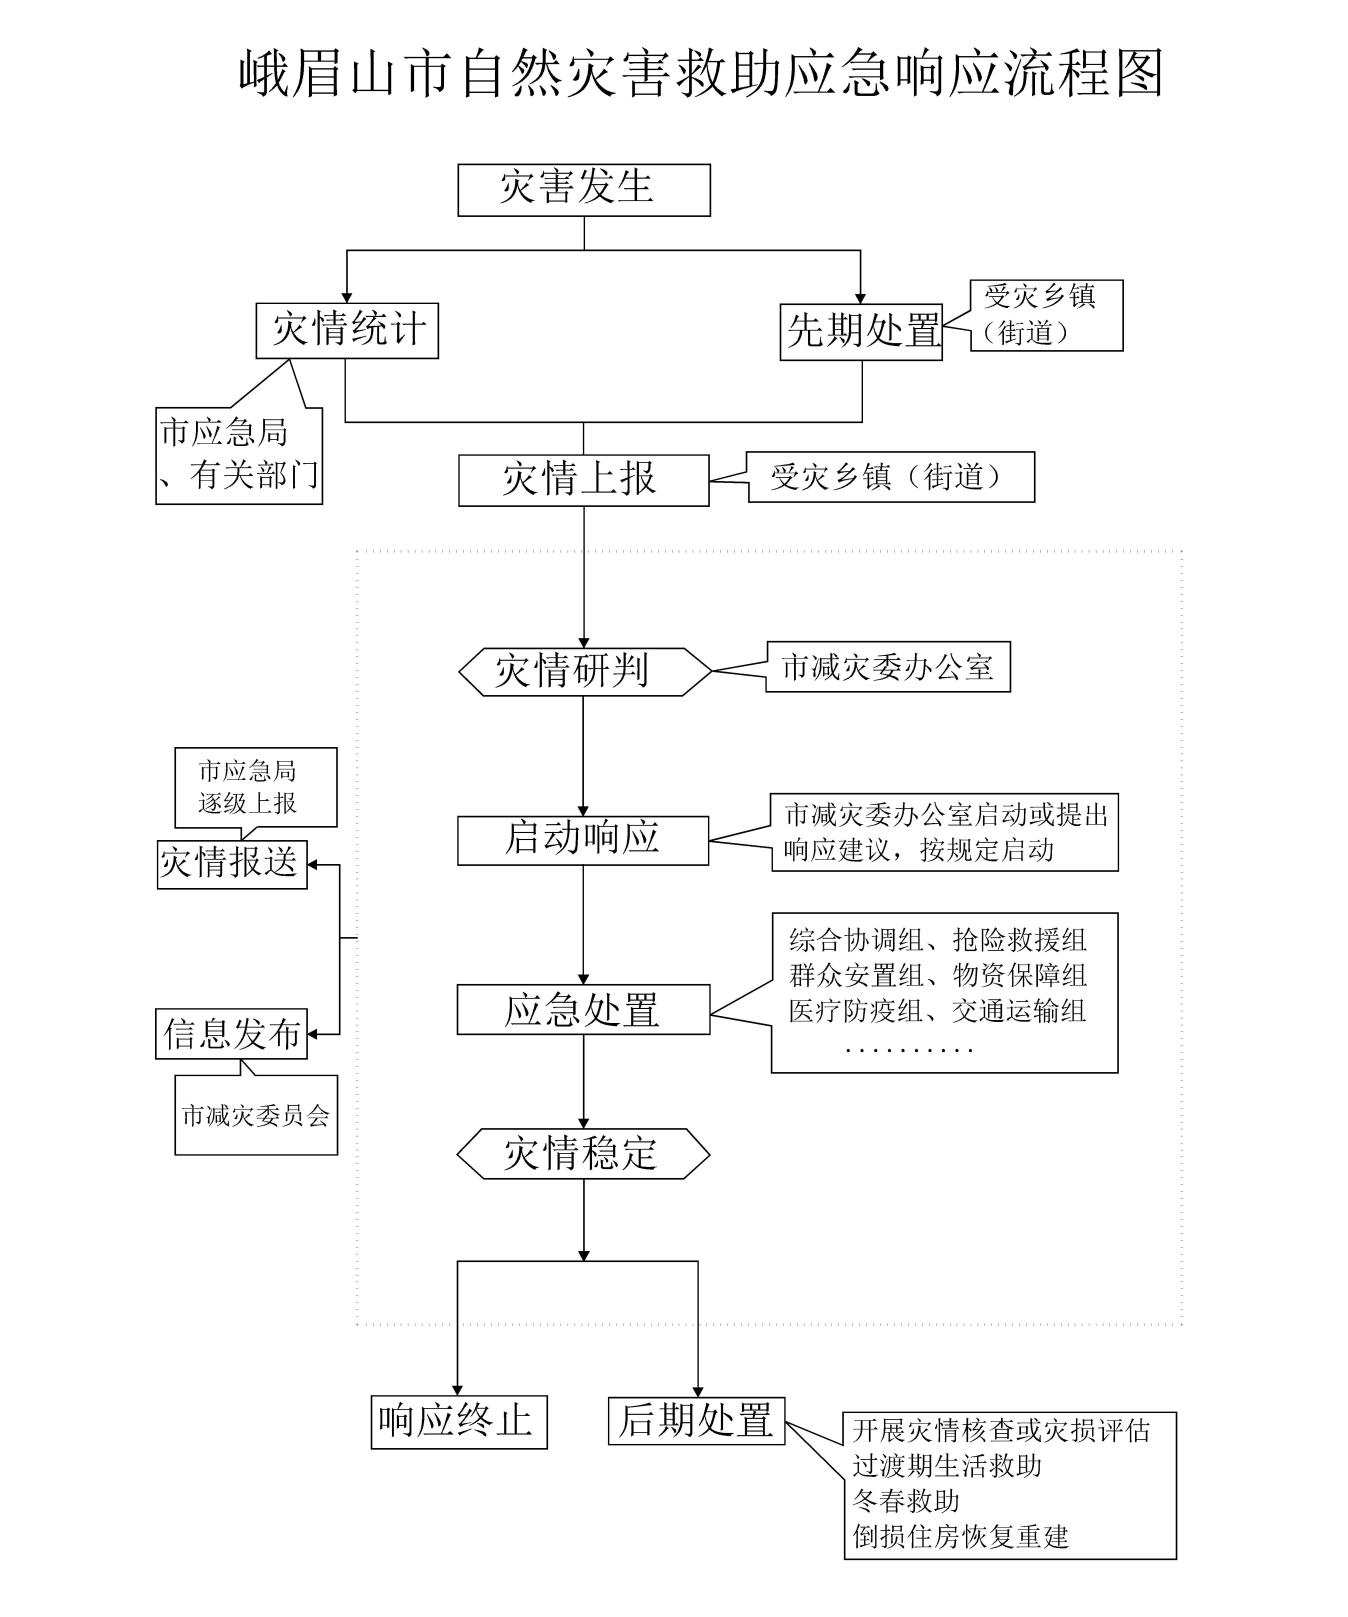 峨眉山市自然灾害救助应急响应流程图
灾害发生
灾情统计
先期处置
受灾乡镇
（街道）
市应急局
、有关部门
灾情上报
受灾乡镇（街道）
灾情研判
市减灾委办公室
市应急局
逐级上报
灾情报送
启动响应
市减灾委办公室启动或提出
响应建议，按规定启动
综合协调组、抢险救援组
群众安置组、物资保障组
医疗防疫组、交通运输组
··········
应急处置
信息发布
市减灾委员会
灾情稳定
响应终止
后期处置
开展灾情核查或灾损评估
过渡期生活救助
冬春救助
倒损住房恢复重建